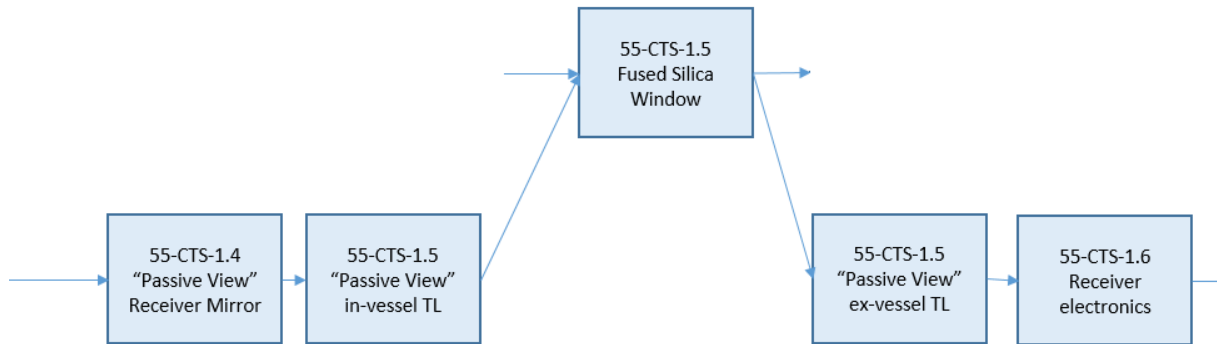 55-CTS-1.5
Fused Silica
Window
55-CTS-1.4
“Passive View”
Receiver Mirror
55-CTS-1.5
“Passive View”
in-vessel TL
55-CTS-1.5
“Passive View”
ex-vessel TL
55-CTS-1.6
Receiver
electronics